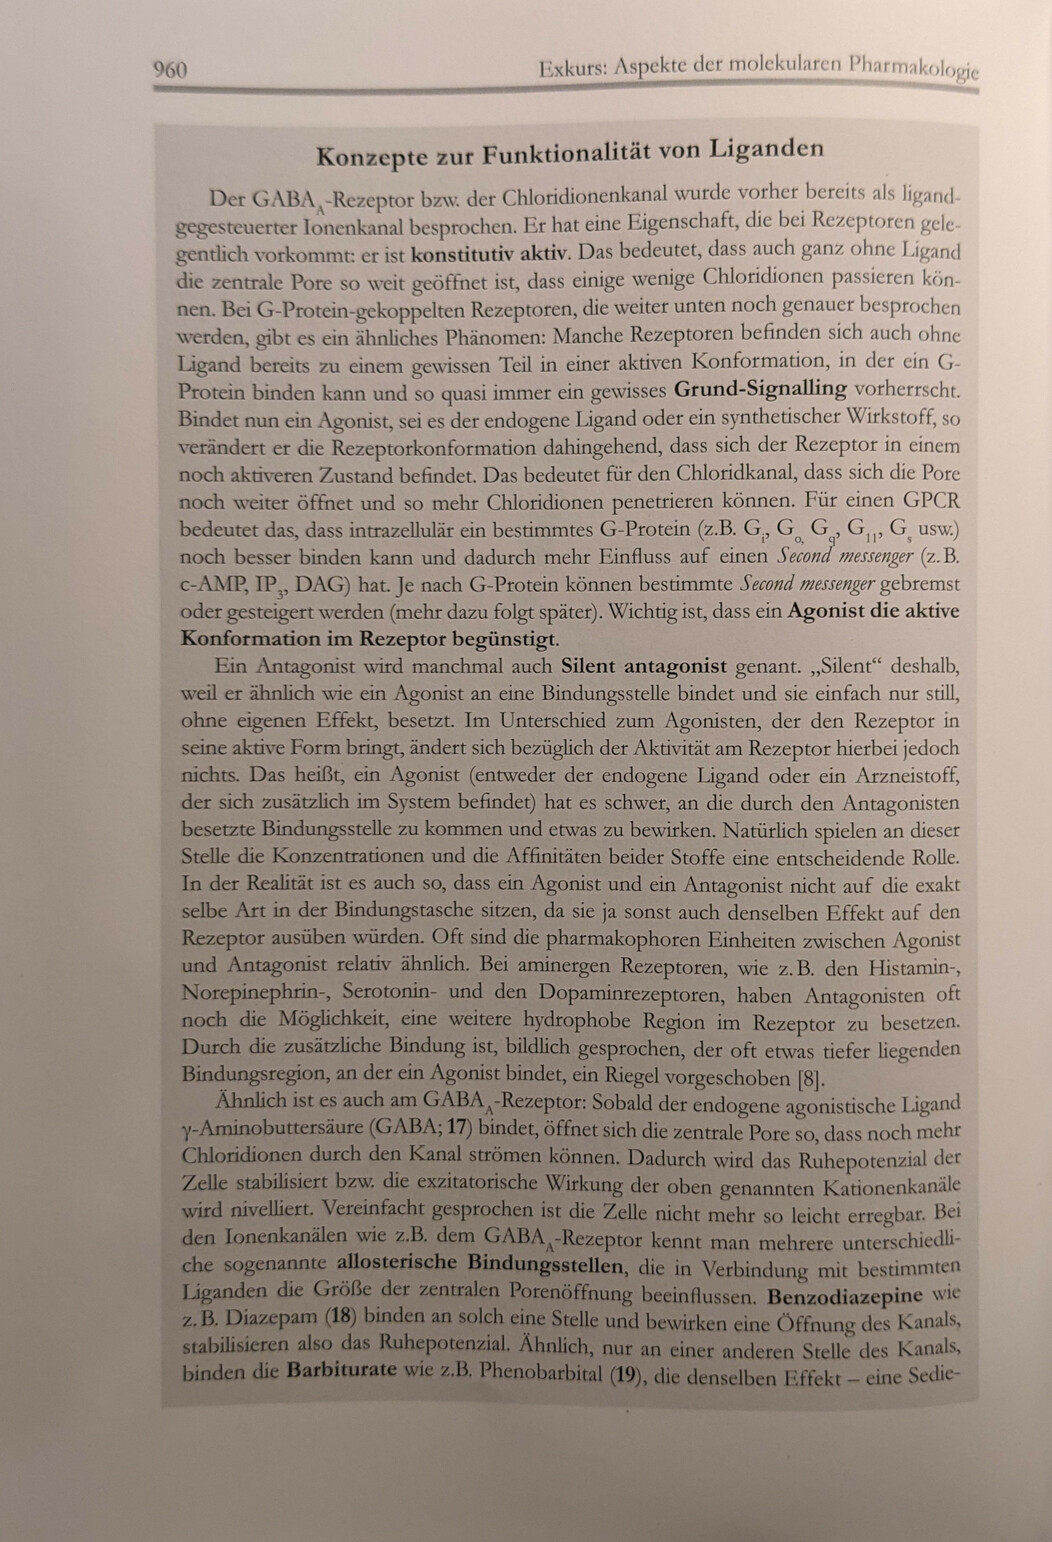 960
Exkurs: Aspekte der molekularen Pharmakologie
Konzepte zur Funktionalität von Liganden
Der GABA_A-Rezeptor bzw. der Chloridionenkanal wurde vorher bereits als ligand-
gegesteuerter Ionenkanal besprochen. Er hat eine Eigenschaft, die bei Rezeptoren gele-
gentlich vorkommt: er ist konstitutiv aktiv. Das bedeutet, dass auch ganz ohne Ligand
die zentrale Pore so weit geöffnet ist, dass einige wenige Chloridionen passieren kön-
nen. Bei G-Protein-gekoppelten Rezeptoren, die weiter unten noch genauer besprochen
werden, gibt es ein ähnliches Phänomen: Manche Rezeptoren befinden sich auch ohne
Ligand bereits zu einem gewissen Teil in einer aktiven Konformation, in der ein G-
Protein binden kann und so quasi immer ein gewisses Grund-Signalling vorherrscht.
Bindet nun ein Agonist, sei es der endogene Ligand oder ein synthetischer Wirkstoff, so
verändert er die Rezeptorkonformation dahingehend, dass sich der Rezeptor in einem
noch aktiveren Zustand befindet. Das bedeutet für den Chloridkanal, dass sich die Pore
noch weiter öffnet und so mehr Chloridionen penetrieren können. Für einen GPCR
bedeutet das, dass intrazellulär ein bestimmtes G-Protein (z.B. G_i, G_o, G_q, G_11, G_s usw.)
noch besser binden kann und dadurch mehr Einfluss auf einen Second messenger (z. B.
c-AMP, IP_3, DAG) hat. Je nach G-Protein können bestimmte Second messenger gebremst
oder gesteigert werden (mehr dazu folgt später). Wichtig ist, dass ein Agonist die aktive
Konformation im Rezeptor begünstigt.
Ein Antagonist wird manchmal auch Silent antagonist genant. „Silent“ deshalb,
weil er ähnlich wie ein Agonist an eine Bindungsstelle bindet und sie einfach nur still,
ohne eigenen Effekt, besetzt. Im Unterschied zum Agonisten, der den Rezeptor in
seine aktive Form bringt, ändert sich bezüglich der Aktivität am Rezeptor hierbei jedoch
nichts. Das heißt, ein Agonist (entweder der endogene Ligand oder ein Arzneistoff,
der sich zusätzlich im System befindet) hat es schwer, an die durch den Antagonisten
besetzte Bindungsstelle zu kommen und etwas zu bewirken. Natürlich spielen an dieser
Stelle die Konzentrationen und die Affinitäten beider Stoffe eine entscheidende Rolle.
In der Realität ist es auch so, dass ein Agonist und ein Antagonist nicht auf die exakt
selbe Art in der Bindungstasche sitzen, da sie ja sonst auch denselben Effekt auf den
Rezeptor ausüben würden. Oft sind die pharmakophoren Einheiten zwischen Agonist
und Antagonist relativ ähnlich. Bei aminergen Rezeptoren, wie z. B. den Histamin-,
Norepinephrin-, Serotonin- und den Dopaminrezeptoren, haben Antagonisten oft
noch die Möglichkeit, eine weitere hydrophobe Region im Rezeptor zu besetzen.
Durch die zusätzliche Bindung ist, bildlich gesprochen, der oft etwas tiefer liegenden
Bindungsregion, an der ein Agonist bindet, ein Riegel vorgeschoben [8].
Ähnlich ist es auch am GABA_A-Rezeptor: Sobald der endogene agonistische Ligand
γ-Aminobuttersäure (GABA; 17) bindet, öffnet sich die zentrale Pore so, dass noch mehr
Chloridionen durch den Kanal strömen können. Dadurch wird das Ruhepotenzial der
Zelle stabilisiert bzw. die exzitatorische Wirkung der oben genannten Kationenkanäle
wird nivelliert. Vereinfacht gesprochen ist die Zelle nicht mehr so leicht erregbar. Bei
den Ionenkanälen wie z.B. dem GABA_A-Rezeptor kennt man mehrere unterschiedli-
che sogenannte allosterische Bindungsstellen, die in Verbindung mit bestimmten
Liganden die Größe der zentralen Porenöffnung beeinflussen. Benzodiazepine wie
z. B. Diazepam (18) binden an solch eine Stelle und bewirken eine Öffnung des Kanals,
stabilisieren also das Ruhepotenzial. Ähnlich, nur an einer anderen Stelle des Kanals,
binden die Barbiturate wie z.B. Phenobarbital (19), die denselben Effekt – eine Sedie-